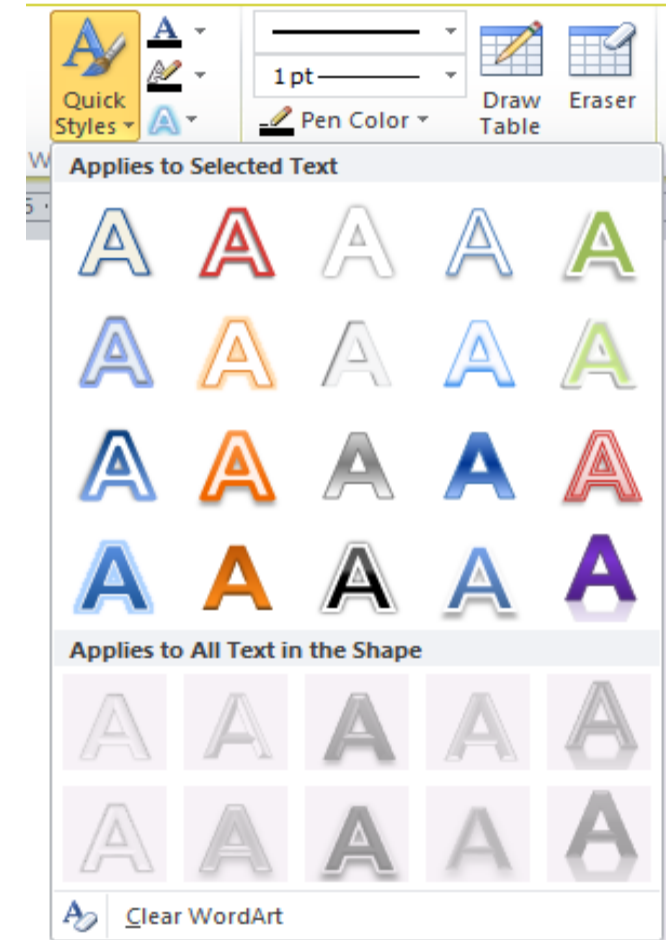 Quick
Styles
1 pt
Pen Color
Draw
Table
Eraser
W
5
Applies to Selected Text
A A A A A
A A A A A
A A A A A
A A A A A
Applies to All Text in the Shape
A A A A A
A A A A A
Clear WordArt